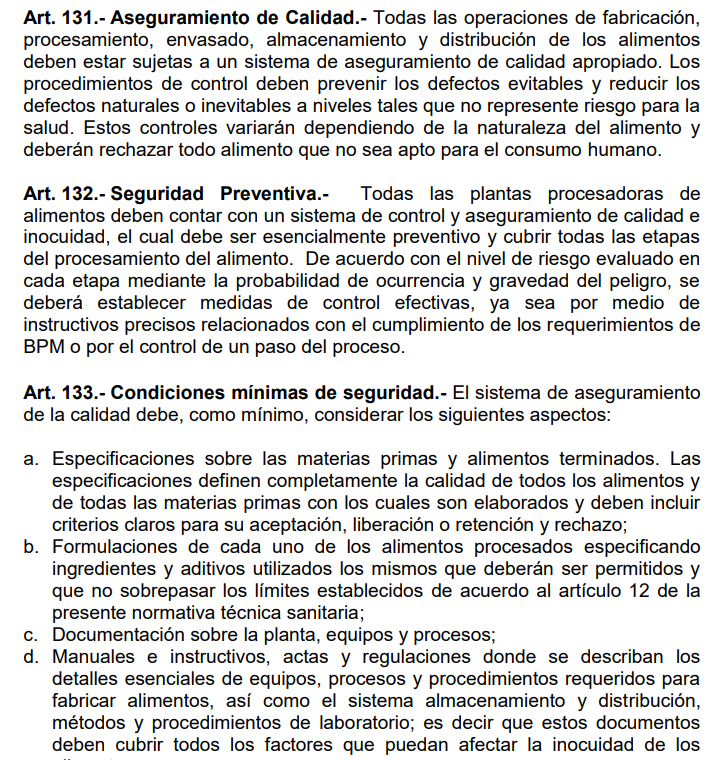 Art. 131.- Aseguramiento de Calidad.- Todas las operaciones de fabricación,
procesamiento, envasado, almacenamiento y distribución de los alimentos
deben estar sujetas a un sistema de aseguramiento de calidad apropiado. Los
procedimientos de control deben prevenir los defectos evitables y reducir los
defectos naturales o inevitables a niveles tales que no represente riesgo para la
salud. Estos controles variarán dependiendo de la naturaleza del alimento y
deberán rechazar todo alimento que no sea apto para el consumo humano.
Art. 132.- Seguridad Preventiva.- Todas las plantas procesadoras de
alimentos deben contar con un sistema de control y aseguramiento de calidad e
inocuidad, el cual debe ser esencialmente preventivo y cubrir todas las etapas
del procesamiento del alimento. De acuerdo con el nivel de riesgo evaluado en
cada etapa mediante la probabilidad de ocurrencia y gravedad del peligro, se
deberá establecer medidas de control efectivas, ya sea por medio de
instructivos precisos relacionados con el cumplimiento de los requerimientos de
BPM o por el control de un paso del proceso.
Art. 133.- Condiciones mínimas de seguridad.- El sistema de aseguramiento
de la calidad debe, como mínimo, considerar los siguientes aspectos:
a. Especificaciones sobre las materias primas y alimentos terminados. Las
especificaciones definen completamente la calidad de todos los alimentos y
de todas las materias primas con los cuales son elaborados y deben incluir
criterios claros para su aceptación, liberación o retención y rechazo;
b. Formulaciones de cada uno de los alimentos procesados especificando
ingredientes y aditivos utilizados los mismos que deberán ser permitidos y
que no sobrepasar los límites establecidos de acuerdo al artículo 12 de la
presente normativa técnica sanitaria;
c. Documentación sobre la planta, equipos y procesos;
d. Manuales e instructivos, actas y regulaciones donde se describan los
detalles esenciales de equipos, procesos y procedimientos requeridos para
fabricar alimentos, así como el sistema almacenamiento y distribución,
métodos y procedimientos de laboratorio; es decir que estos documentos
deben cubrir todos los factores que puedan afectar la inocuidad de los